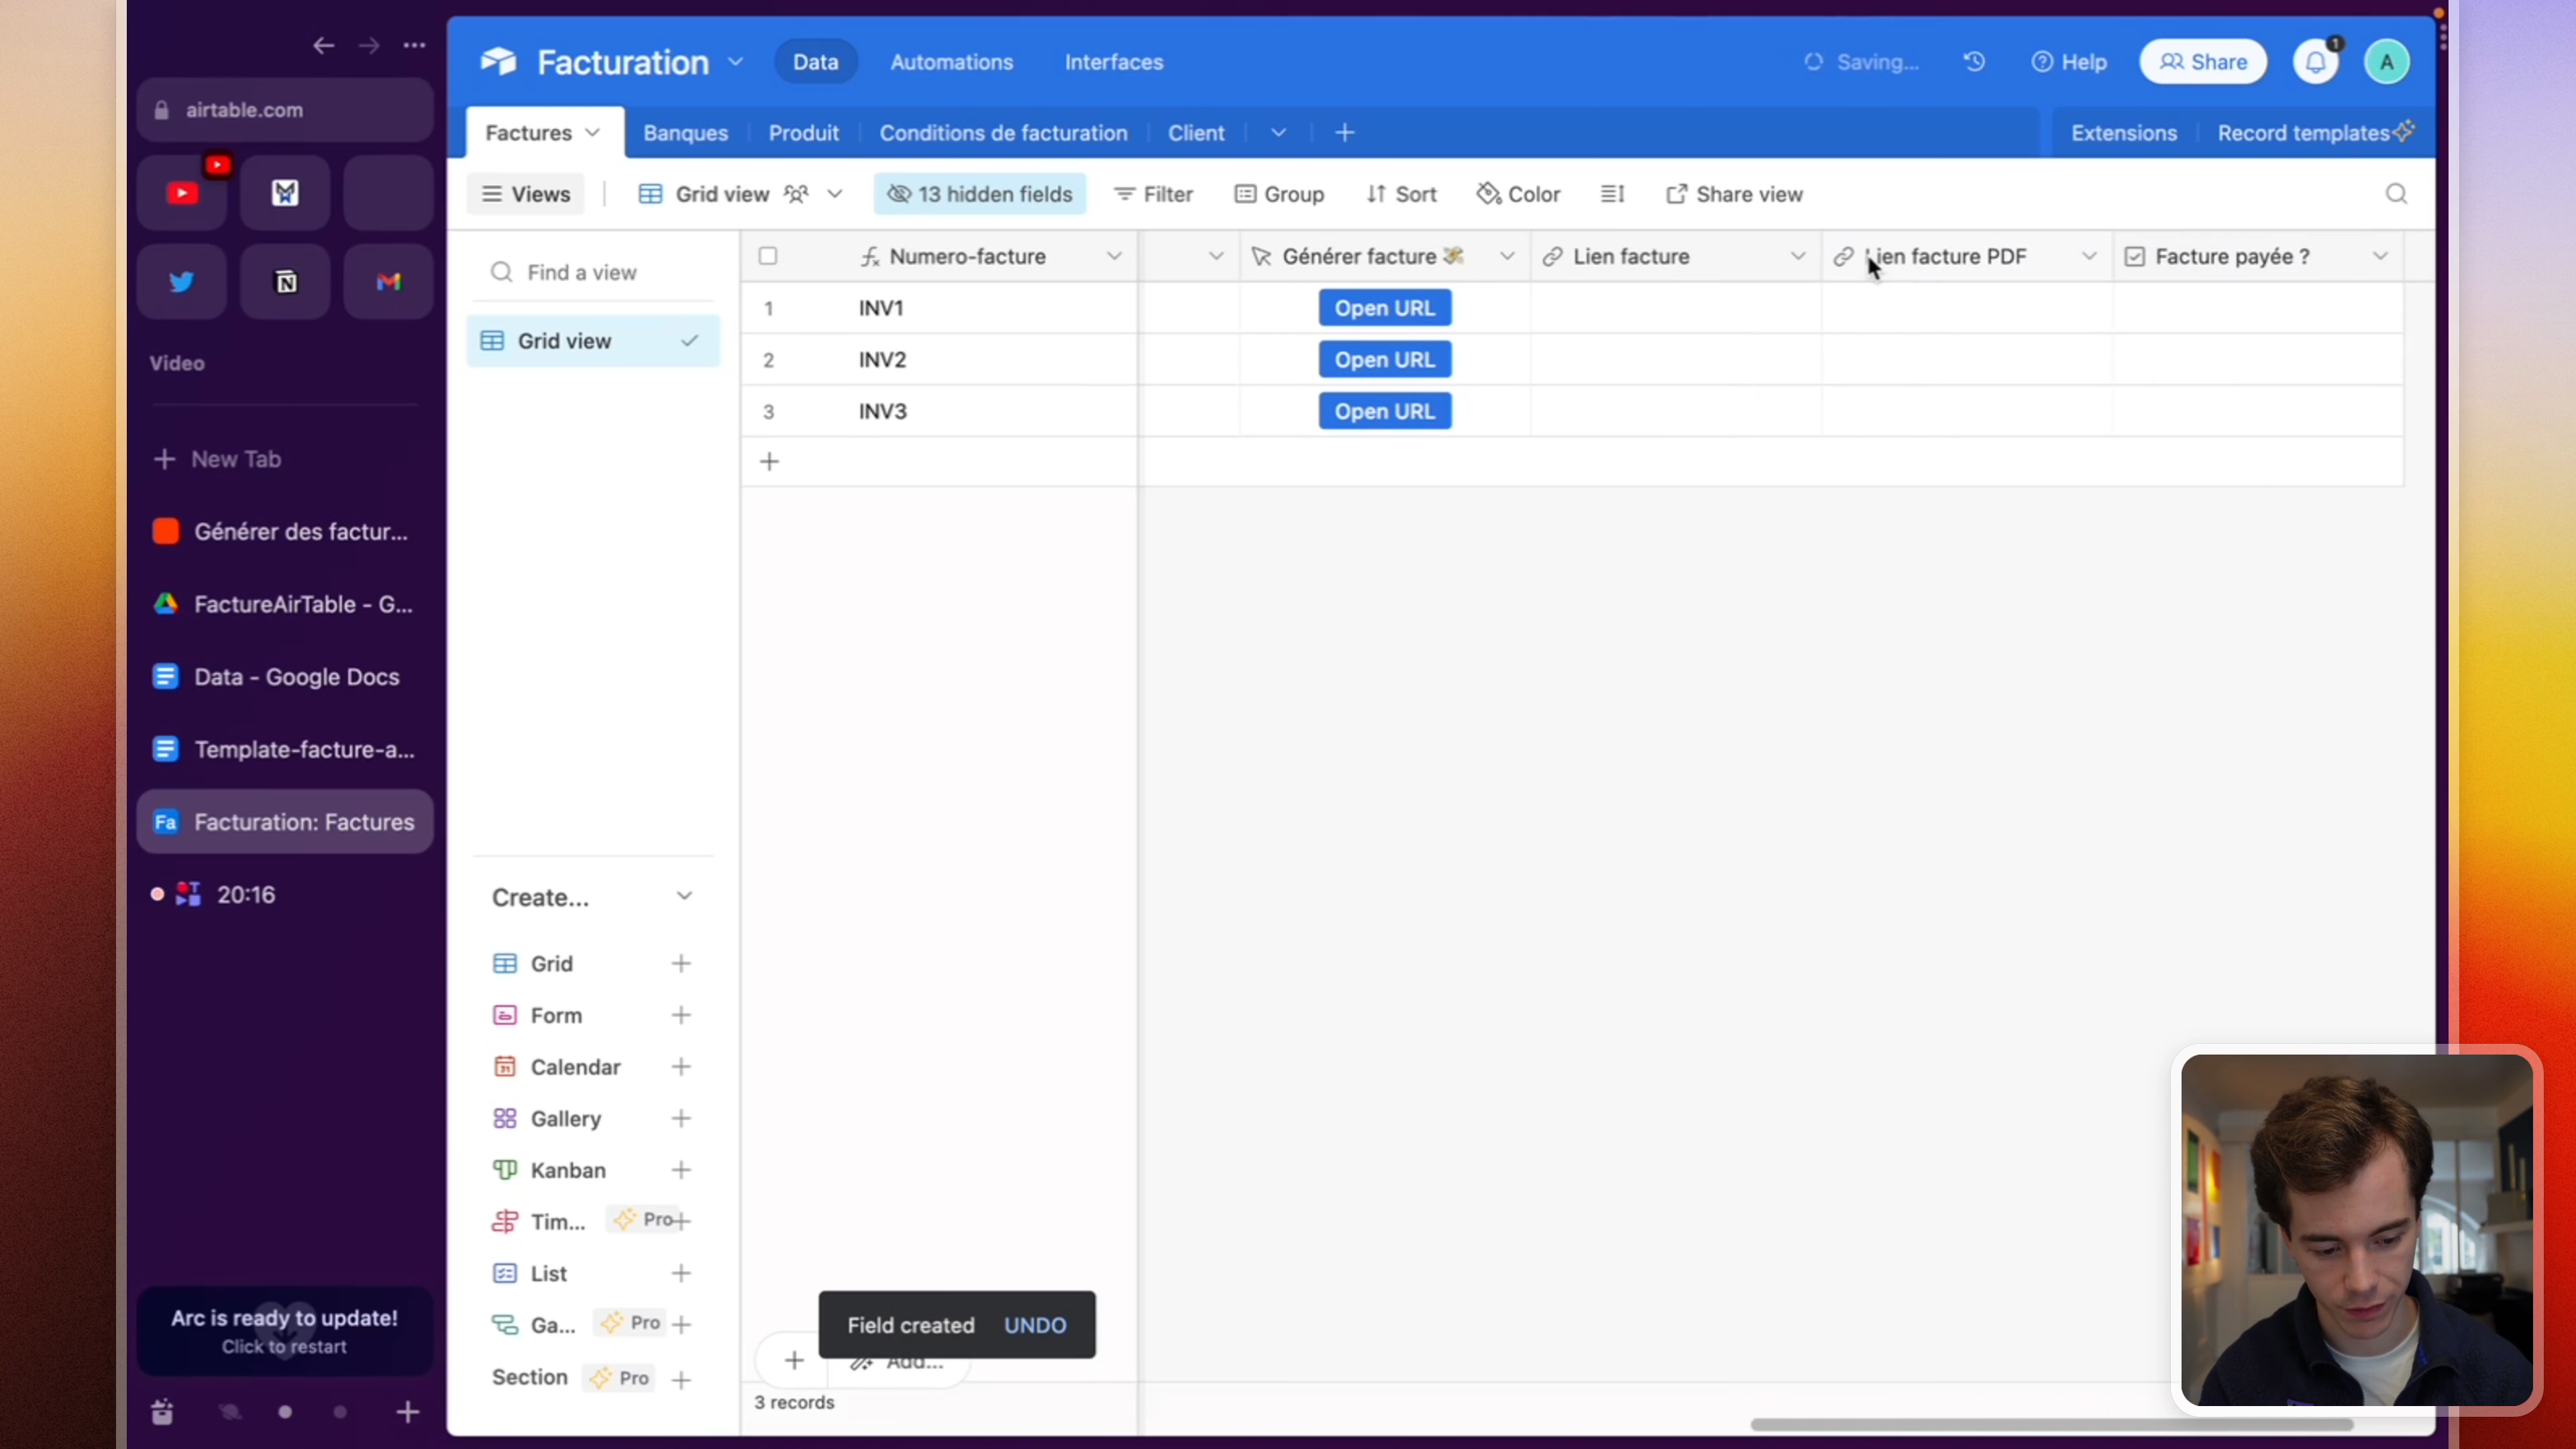 airtable.com
Video
New Tab
Générer des factur...
FactureAirTable - G...
Data - Google Docs
Template-facture-a...
Fa Facturation: Factures
20:16
Arc is ready to update!
Click to restart
Facturation
Data
Automations
Interfaces
Saving...
Help
Share
1
A
Factures
Banques
Produit
Conditions de facturation
Client
Extensions
Record templates
Views
Grid view
13 hidden fields
Filter
Group
Sort
Color
Share view
Find a view
Grid view
Numero-facture
Générer facture 💸
Lien facture
ien facture PDF
Facture payée ?
1 INV1 Open URL
2 INV2 Open URL
3 INV3 Open URL
Create...
Grid
Form
Calendar
Gallery
Kanban
Tim... Pro
List
Ga... Pro
Section Pro
Field created UNDO
Add...
3 records